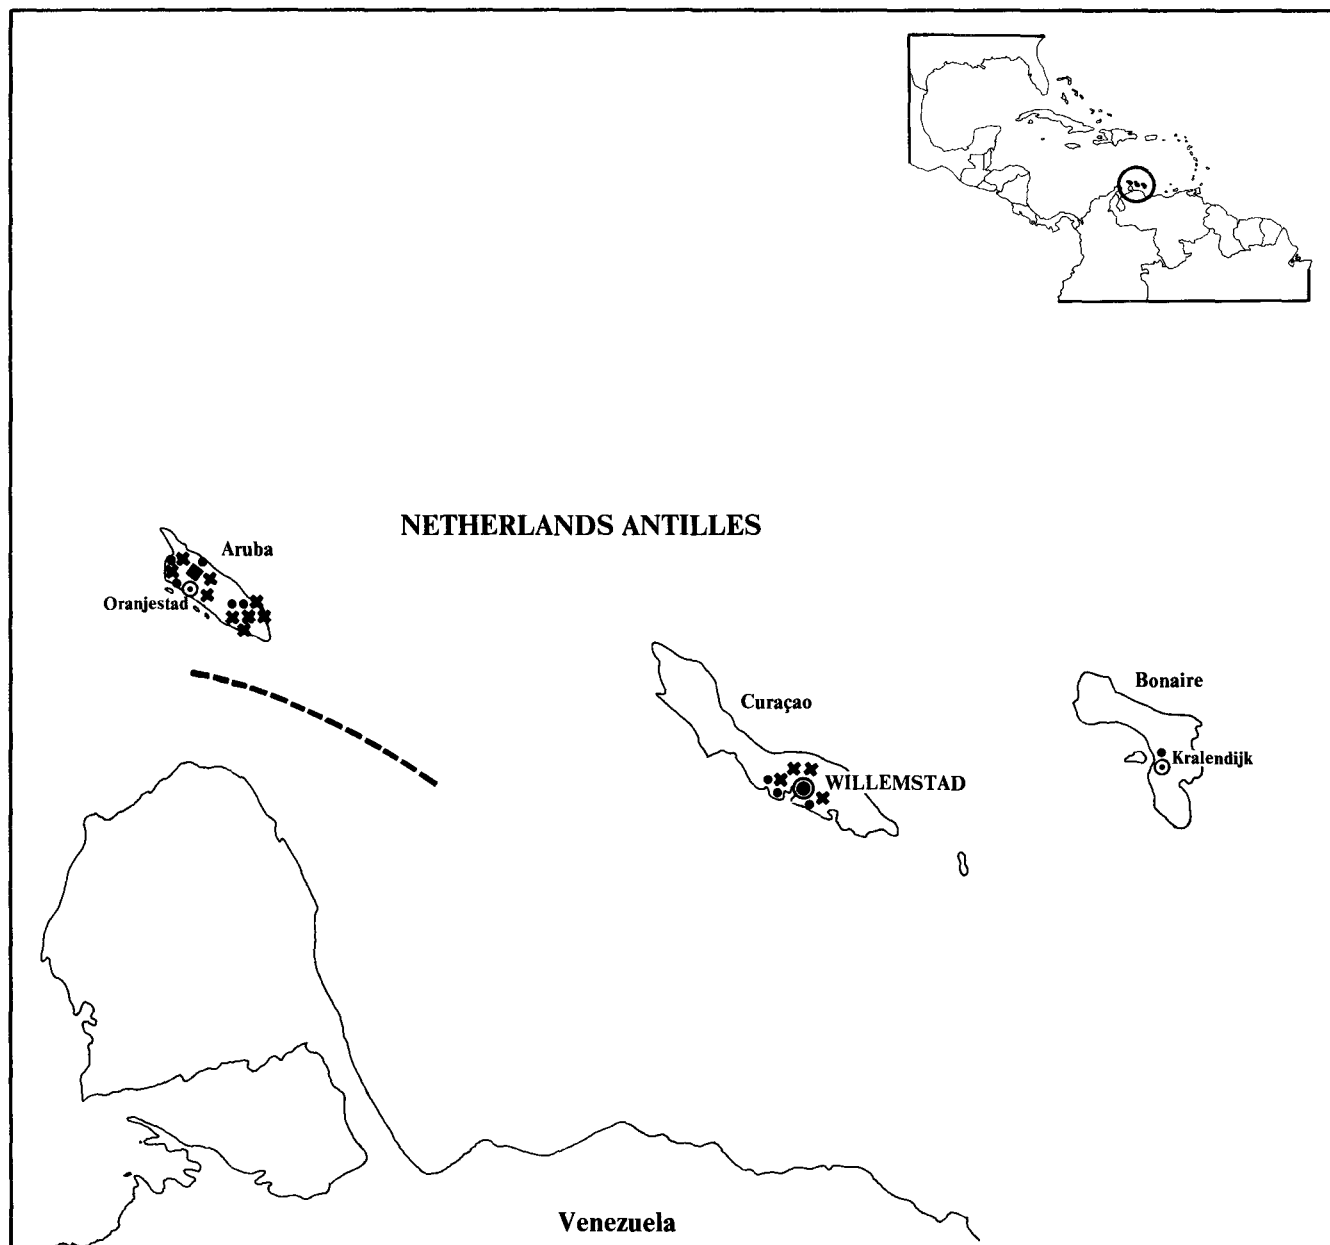 NETHERLANDS ANTILLES
Aruba
Oranjestad
Bonaire
Curaçao
Kralendijk
WILLEMSTAD
Venezuela